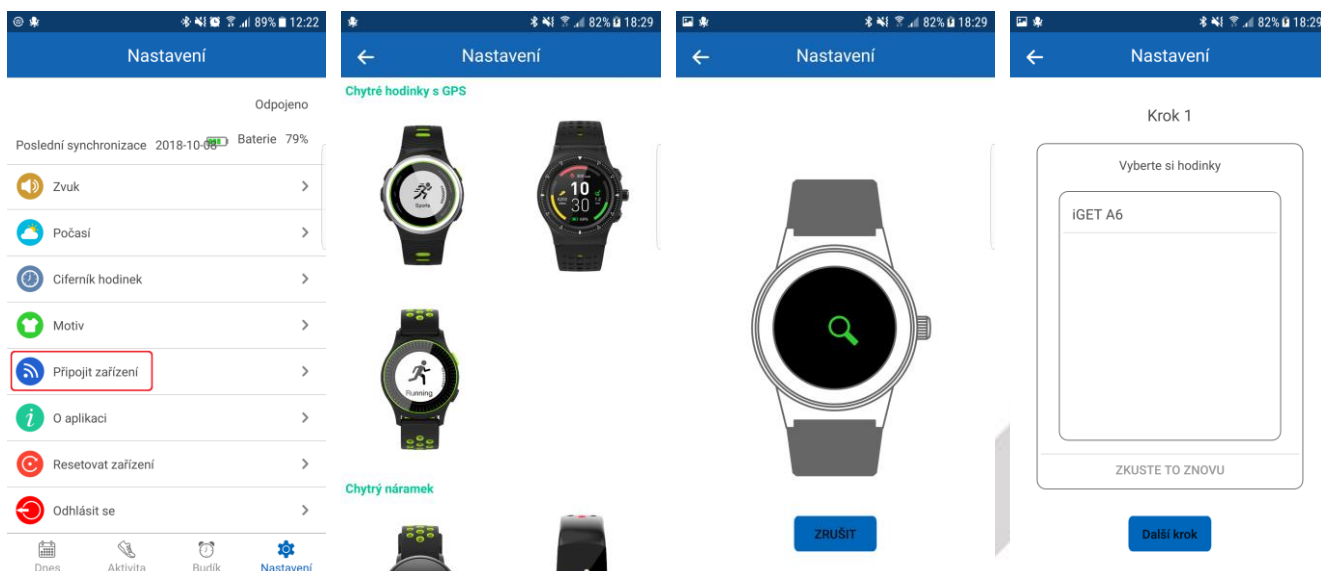 89% 12:22
Nastavení
Odpojeno
Poslední synchronizace 2018-10-08 Baterie 79%
Zvuk
Počasí
Ciferník hodinek
Motiv
Připojit zařízení
O aplikaci
Resetovat zařízení
Odhlásit se
Dnes Aktivita Budík Nastavení
82% 18:29
Nastavení
Chytré hodinky s GPS
Sports
10
30
Running
Chytrý náramek
82% 18:29
Nastavení
ZRUŠIT
82% 18:29
Nastavení
Krok 1
Vyberte si hodinky
iGET A6
ZKUSTE TO ZNOVU
Další krok